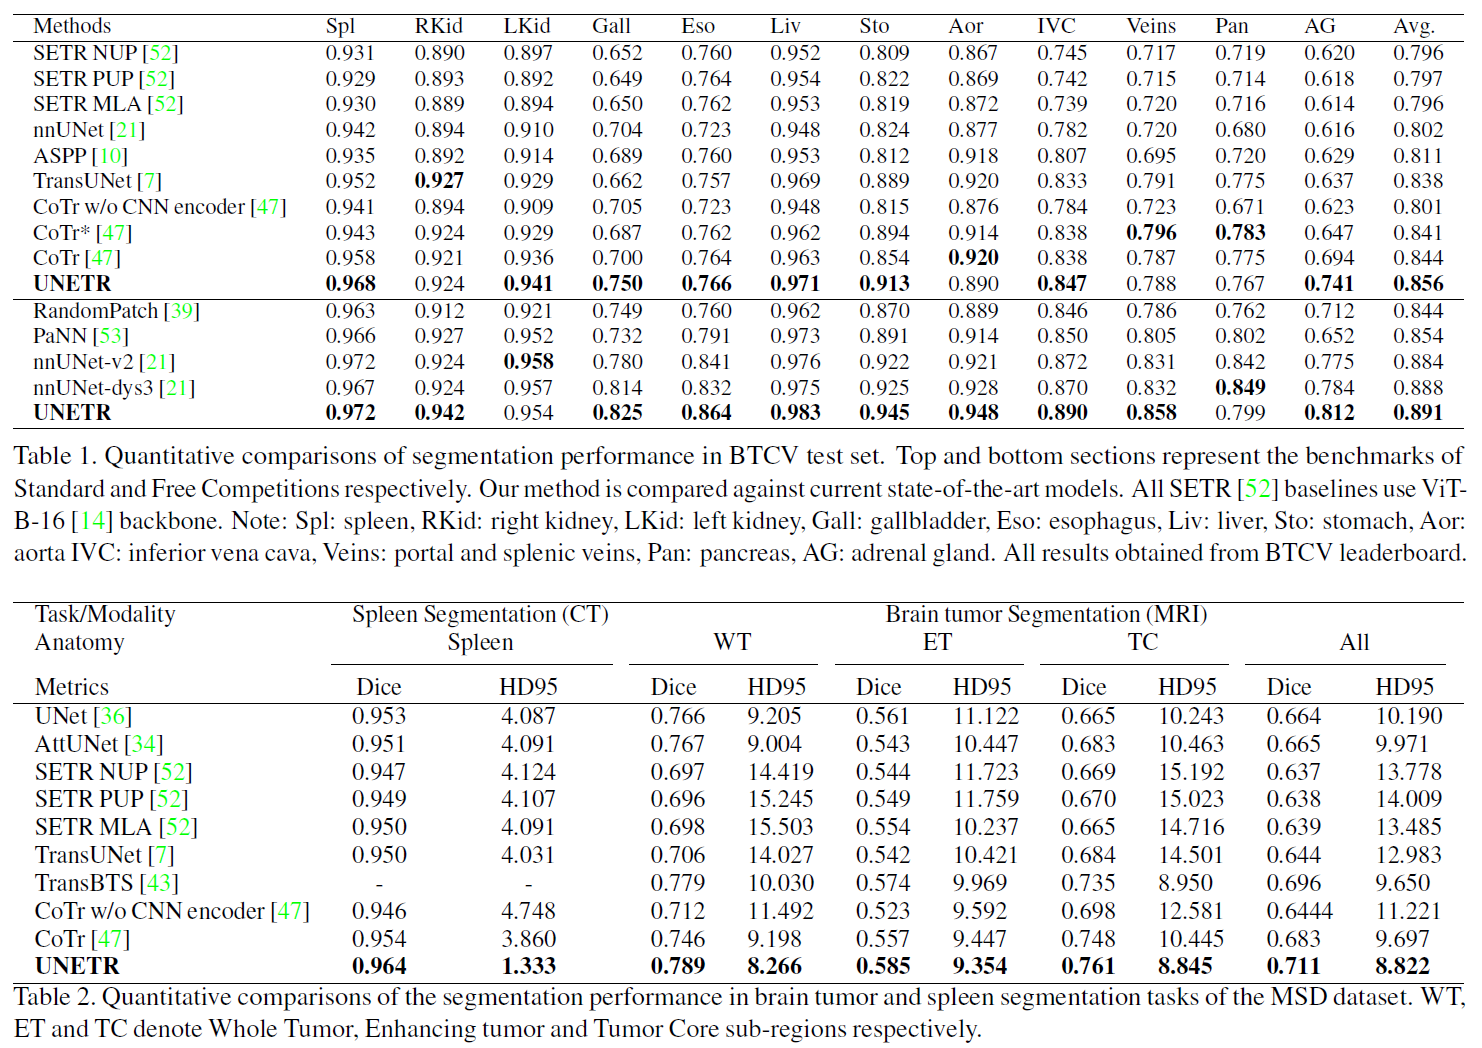 Methods Spl RKid LKid Gall Eso Liv Sto Aor IVC Veins Pan AG Avg.
SETR NUP [52] 0.931 0.890 0.897 0.652 0.760 0.952 0.809 0.867 0.745 0.717 0.719 0.620 0.796
SETR PUP [52] 0.929 0.893 0.892 0.649 0.764 0.954 0.822 0.869 0.742 0.715 0.714 0.618 0.797
SETR MLA [52] 0.930 0.889 0.894 0.650 0.762 0.953 0.819 0.872 0.739 0.720 0.716 0.614 0.796
nnUNet [21] 0.942 0.894 0.910 0.704 0.723 0.948 0.824 0.877 0.782 0.720 0.680 0.616 0.802
ASPP [10] 0.935 0.892 0.914 0.689 0.760 0.953 0.812 0.918 0.807 0.695 0.720 0.629 0.811
TransUNet [7] 0.952 0.927 0.929 0.662 0.757 0.969 0.889 0.920 0.833 0.791 0.775 0.637 0.838
CoTr w/o CNN encoder [47] 0.941 0.894 0.909 0.705 0.723 0.948 0.815 0.876 0.784 0.723 0.671 0.623 0.801
CoTr* [47] 0.943 0.924 0.929 0.687 0.762 0.962 0.894 0.914 0.838 0.796 0.783 0.647 0.841
CoTr [47] 0.958 0.921 0.936 0.700 0.764 0.963 0.854 0.920 0.838 0.787 0.775 0.694 0.844
UNETR 0.968 0.924 0.941 0.750 0.766 0.971 0.913 0.890 0.847 0.788 0.767 0.741 0.856
RandomPatch [39] 0.963 0.912 0.921 0.749 0.760 0.962 0.870 0.889 0.846 0.786 0.762 0.712 0.844
PaNN [53] 0.966 0.927 0.952 0.732 0.791 0.973 0.891 0.914 0.850 0.805 0.802 0.652 0.854
nnUNet-v2 [21] 0.972 0.924 0.958 0.780 0.841 0.976 0.922 0.921 0.872 0.831 0.842 0.775 0.884
nnUNet-dys3 [21] 0.967 0.924 0.957 0.814 0.832 0.975 0.925 0.928 0.870 0.832 0.849 0.784 0.888
UNETR 0.972 0.942 0.954 0.825 0.864 0.983 0.945 0.948 0.890 0.858 0.799 0.812 0.891
Table 1. Quantitative comparisons of segmentation performance in BTCV test set. Top and bottom sections represent the benchmarks of
Standard and Free Competitions respectively. Our method is compared against current state-of-the-art models. All SETR [52] baselines use ViT-
B-16 [14] backbone. Note: Spl: spleen, RKid: right kidney, LKid: left kidney, Gall: gallbladder, Eso: esophagus, Liv: liver, Sto: stomach, Aor:
aorta IVC: inferior vena cava, Veins: portal and splenic veins, Pan: pancreas, AG: adrenal gland. All results obtained from BTCV leaderboard.
Task/Modality Spleen Segmentation (CT) Brain tumor Segmentation (MRI)
Anatomy Spleen WT ET TC All
Metrics Dice HD95 Dice HD95 Dice HD95 Dice HD95 Dice HD95
UNet [36] 0.953 4.087 0.766 9.205 0.561 11.122 0.665 10.243 0.664 10.190
AttUNet [34] 0.951 4.091 0.767 9.004 0.543 10.447 0.683 10.463 0.665 9.971
SETR NUP [52] 0.947 4.124 0.697 14.419 0.544 11.723 0.669 15.192 0.637 13.778
SETR PUP [52] 0.949 4.107 0.696 15.245 0.549 11.759 0.670 15.023 0.638 14.009
SETR MLA [52] 0.950 4.091 0.698 15.503 0.554 10.237 0.665 14.716 0.639 13.485
TransUNet [7] 0.950 4.031 0.706 14.027 0.542 10.421 0.684 14.501 0.644 12.983
TransBTS [43] - - 0.779 10.030 0.574 9.969 0.735 8.950 0.696 9.650
CoTr w/o CNN encoder [47] 0.946 4.748 0.712 11.492 0.523 9.592 0.698 12.581 0.6444 11.221
CoTr [47] 0.954 3.860 0.746 9.198 0.557 9.447 0.748 10.445 0.683 9.697
UNETR 0.964 1.333 0.789 8.266 0.585 9.354 0.761 8.845 0.711 8.822
Table 2. Quantitative comparisons of the segmentation performance in brain tumor and spleen segmentation tasks of the MSD dataset. WT,
ET and TC denote Whole Tumor, Enhancing tumor and Tumor Core sub-regions respectively.